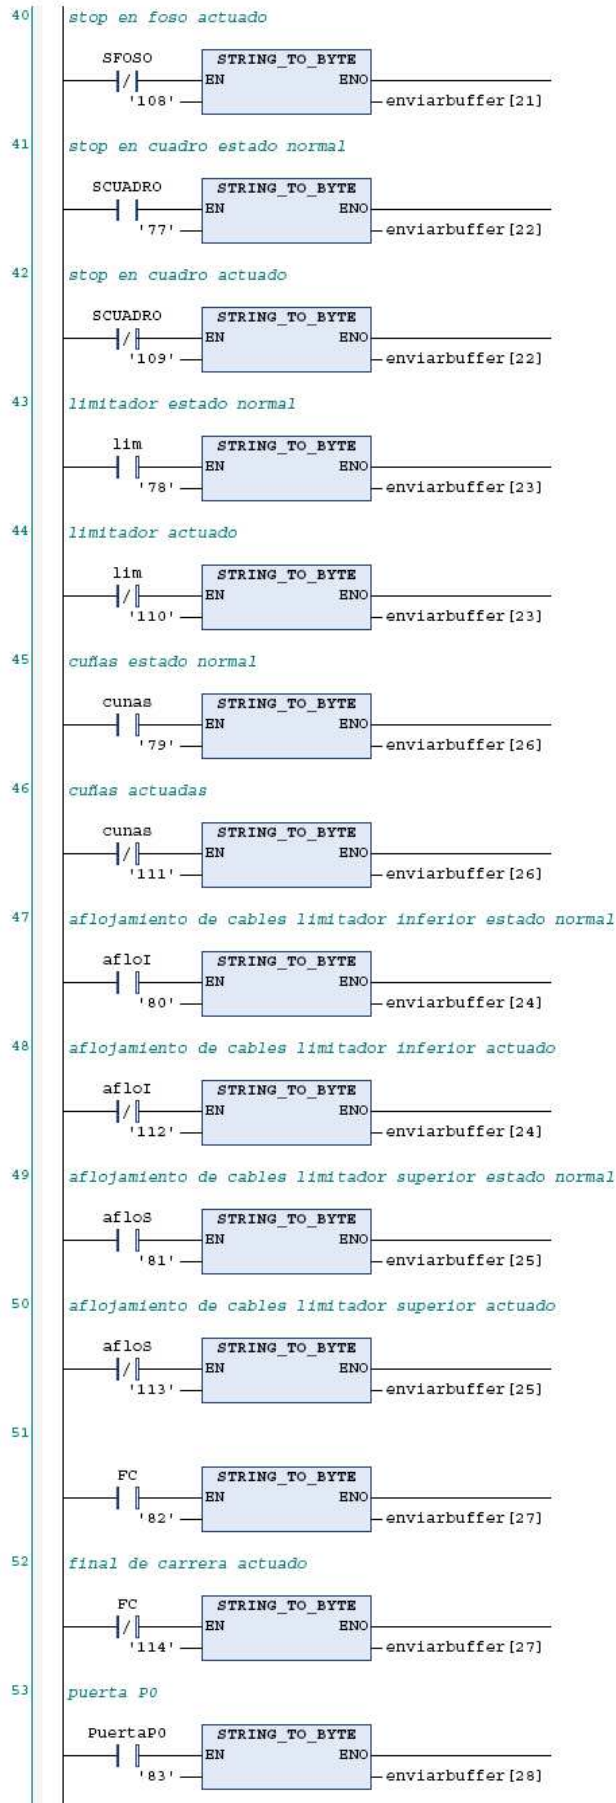 40 stop en foso actuado
SFOSO STRING_TO_BYTE
EN ENO
'108' enviarbuffer[21]
41 stop en cuadro estado normal
SCUADRO STRING_TO_BYTE
EN ENO
'77' enviarbuffer[22]
42 stop en cuadro actuado
SCUADRO STRING_TO_BYTE
EN ENO
'109' enviarbuffer[22]
43 limitador estado normal
lim STRING_TO_BYTE
EN ENO
'78' enviarbuffer[23]
44 limitador actuado
lim STRING_TO_BYTE
EN ENO
'110' enviarbuffer[23]
45 cuñas estado normal
cunas STRING_TO_BYTE
EN ENO
'79' enviarbuffer[26]
46 cuñas actuadas
cunas STRING_TO_BYTE
EN ENO
'111' enviarbuffer[26]
47 aflojamiento de cables limitador inferior estado normal
afloI STRING_TO_BYTE
EN ENO
'80' enviarbuffer[24]
48 aflojamiento de cables limitador inferior actuado
afloI STRING_TO_BYTE
EN ENO
'112' enviarbuffer[24]
49 aflojamiento de cables limitador superior estado normal
afloS STRING_TO_BYTE
EN ENO
'81' enviarbuffer[25]
50 aflojamiento de cables limitador superior actuado
afloS STRING_TO_BYTE
EN ENO
'113' enviarbuffer[25]
51
FC STRING_TO_BYTE
EN ENO
'82' enviarbuffer[27]
52 final de carrera actuado
FC STRING_TO_BYTE
EN ENO
'114' enviarbuffer[27]
53 puerta P0
PuertaP0 STRING_TO_BYTE
EN ENO
'83' enviarbuffer[28]